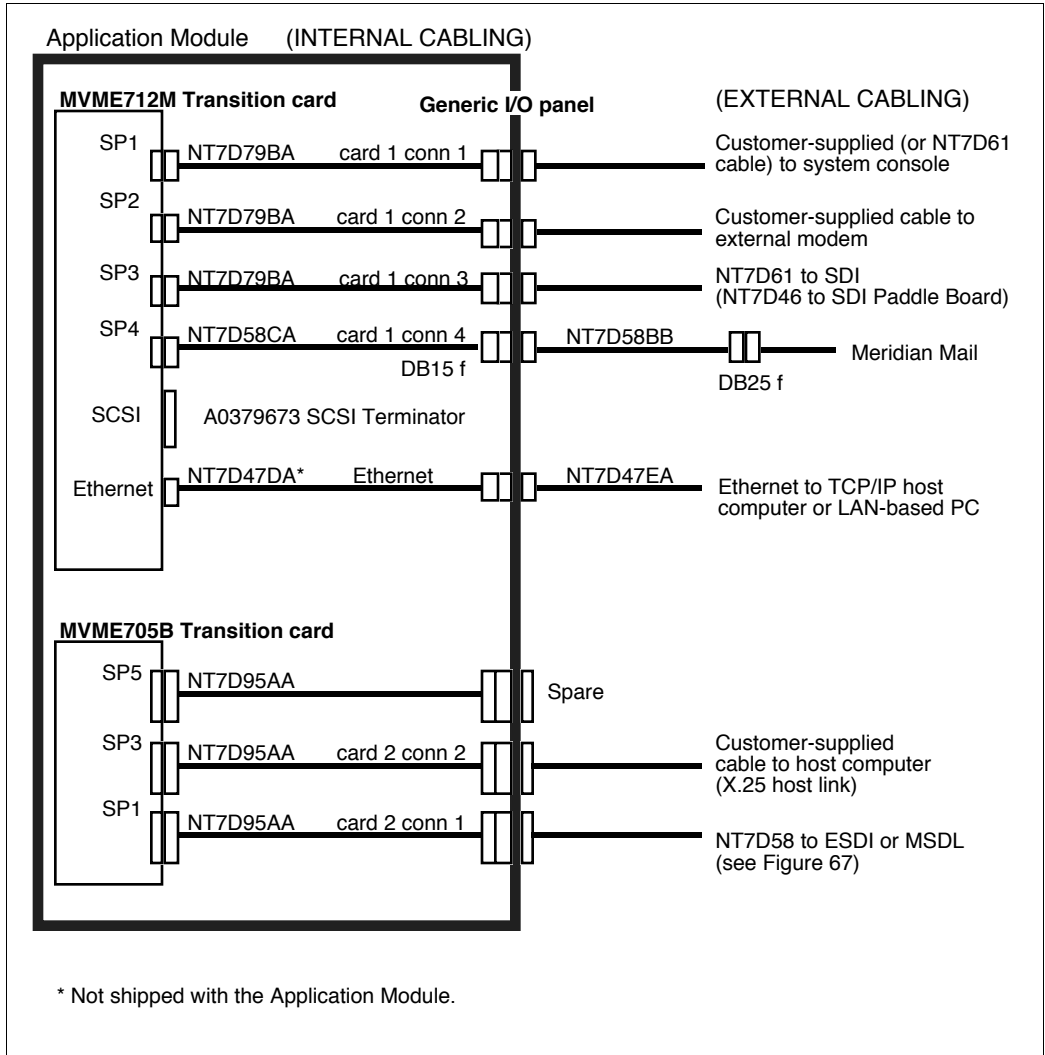 Application Module (INTERNAL CABLING)
MVME712M Transition card
Generic I/O panel
(EXTERNAL CABLING)
SP1
NT7D79BA
card 1 conn 1
Customer-supplied (or NT7D61
cable) to system console
SP2
NT7D79BA
card 1 conn 2
Customer-supplied cable to
external modem
SP3
NT7D79BA
card 1 conn 3
NT7D61 to SDI
(NT7D46 to SDI Paddle Board)
SP4
NT7D58CA
card 1 conn 4
DB15 f
NT7D58BB
DB25 f
Meridian Mail
SCSI
A0379673 SCSI Terminator
Ethernet
NT7D47DA*
Ethernet
NT7D47EA
Ethernet to TCP/IP host
computer or LAN-based PC
MVME705B Transition card
SP5
NT7D95AA
Spare
SP3
NT7D95AA
card 2 conn 2
Customer-supplied
cable to host computer
(X.25 host link)
SP1
NT7D95AA
card 2 conn 1
NT7D58 to ESDI or MSDL
(see Figure 67)
* Not shipped with the Application Module.